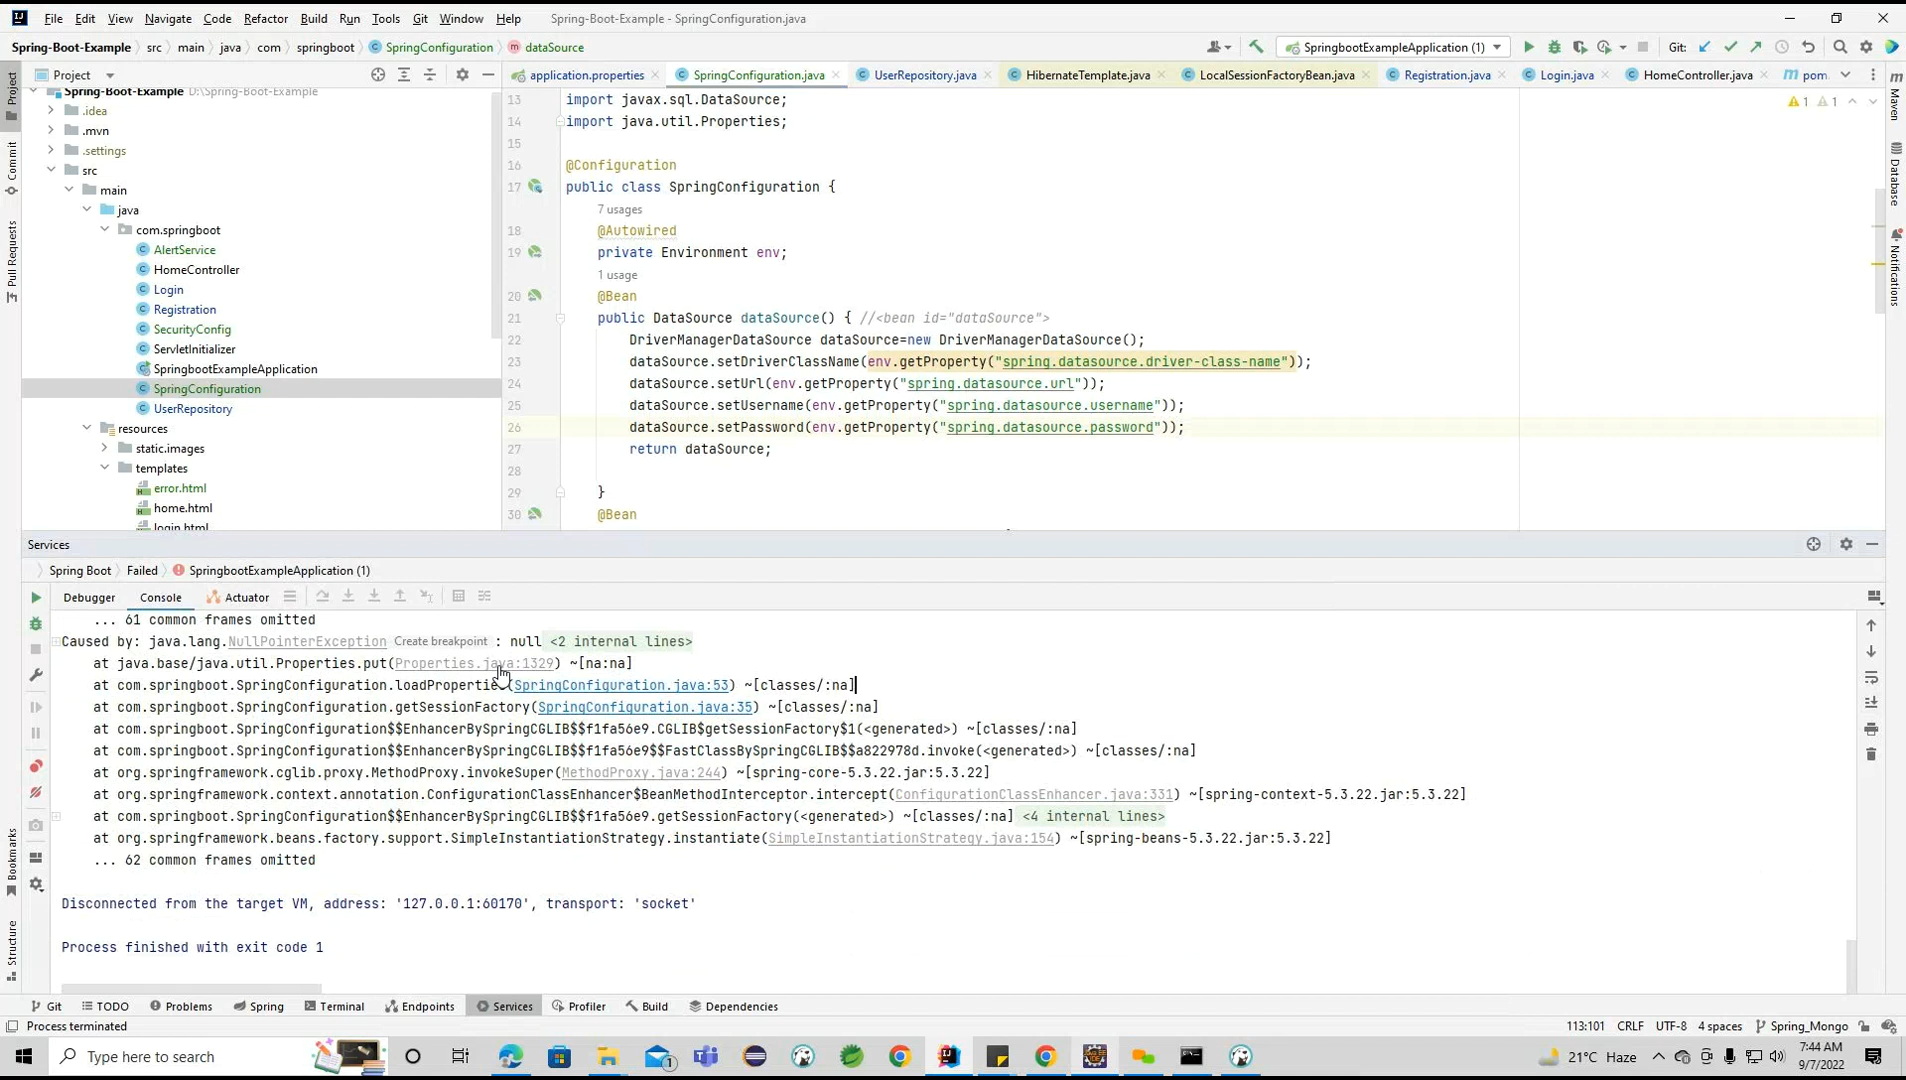 File Edit View Navigate Code Refactor Build Run Tools Git Window Help Spring-Boot-Example - SpringConfiguration.java
Spring-Boot-Example src main java com springboot SpringConfiguration dataSource SpringbootExampleApplication (1) Git:
Project application.properties SpringConfiguration.java UserRepository.java HibernateTemplate.java LocalSessionFactoryBean.java Registration.java Login.java HomeController.java pom.
Spring-Boot-Example D:\Spring-Boot-Example
.idea
.mvn
.settings
src
main
java
com.springboot
AlertService
HomeController
Login
Registration
SecurityConfig
ServletInitializer
SpringbootExampleApplication
SpringConfiguration
UserRepository
resources
static.images
templates
error.html
home.html
login.html
Project
Commit
Pull Requests
Bookmarks
Structure
13 import javax.sql.DataSource;
14 import java.util.Properties;
15
16 @Configuration
17 public class SpringConfiguration {
7 usages
18 @Autowired
19 private Environment env;
1 usage
20 @Bean
21 public DataSource dataSource() { //<bean id="dataSource">
22 DriverManagerDataSource dataSource=new DriverManagerDataSource();
23 dataSource.setDriverClassName(env.getProperty("spring.datasource.driver-class-name"));
24 dataSource.setUrl(env.getProperty("spring.datasource.url"));
25 dataSource.setUsername(env.getProperty("spring.datasource.username"));
26 dataSource.setPassword(env.getProperty("spring.datasource.password"));
27 return dataSource;
28
29 }
30 @Bean
1 1
Maven
Database
Notifications
Services
Spring Boot Failed SpringbootExampleApplication (1)
Debugger Console Actuator
... 61 common frames omitted
Caused by: java.lang.NullPointerException Create breakpoint : null <2 internal lines>
at java.base/java.util.Properties.put(Properties.java:1329) ~[na:na]
at com.springboot.SpringConfiguration.loadProperties(SpringConfiguration.java:53) ~[classes/:na]
at com.springboot.SpringConfiguration.getSessionFactory(SpringConfiguration.java:35) ~[classes/:na]
at com.springboot.SpringConfiguration$$EnhancerBySpringCGLIB$$f1fa56e9.CGLIB$getSessionFactory$1(<generated>) ~[classes/:na]
at com.springboot.SpringConfiguration$$EnhancerBySpringCGLIB$$f1fa56e9$$FastClassBySpringCGLIB$$a822978d.invoke(<generated>) ~[classes/:na]
at org.springframework.cglib.proxy.MethodProxy.invokeSuper(MethodProxy.java:244) ~[spring-core-5.3.22.jar:5.3.22]
at org.springframework.context.annotation.ConfigurationClassEnhancer$BeanMethodInterceptor.intercept(ConfigurationClassEnhancer.java:331) ~[spring-context-5.3.22.jar:5.3.22]
at com.springboot.SpringConfiguration$$EnhancerBySpringCGLIB$$f1fa56e9.getSessionFactory(<generated>) ~[classes/:na] <4 internal lines>
at org.springframework.beans.factory.support.SimpleInstantiationStrategy.instantiate(SimpleInstantiationStrategy.java:154) ~[spring-beans-5.3.22.jar:5.3.22]
... 62 common frames omitted
Disconnected from the target VM, address: '127.0.0.1:60170', transport: 'socket'
Process finished with exit code 1
Git TODO Problems Spring Terminal Endpoints Services Profiler Build Dependencies
Process terminated 113:101 CRLF UTF-8 4 spaces Spring_Mongo
Type here to search 21°C Haze 7:44 AM
9/7/2022